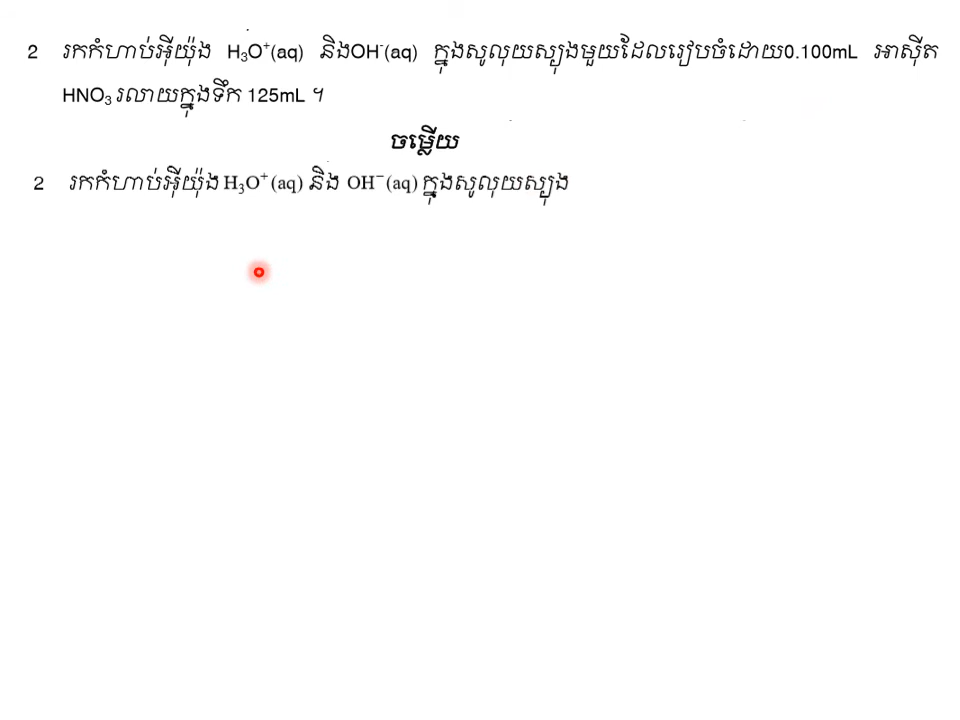 2 រកកំហាប់អ៊ីយ៉ុង H₃O⁺(aq) និងOH⁻(aq) ក្នុងសូលុយស្យុងមួយដែលរៀបចំដោយ0.100mL អាស៊ីត
HNO₃ រលាយក្នុងទឹក 125mL ។
ចម្លើយ
2 រកកំហាប់អ៊ីយ៉ុង H₃O⁺(aq) និង OH⁻(aq) ក្នុងសូលុយស្យុង